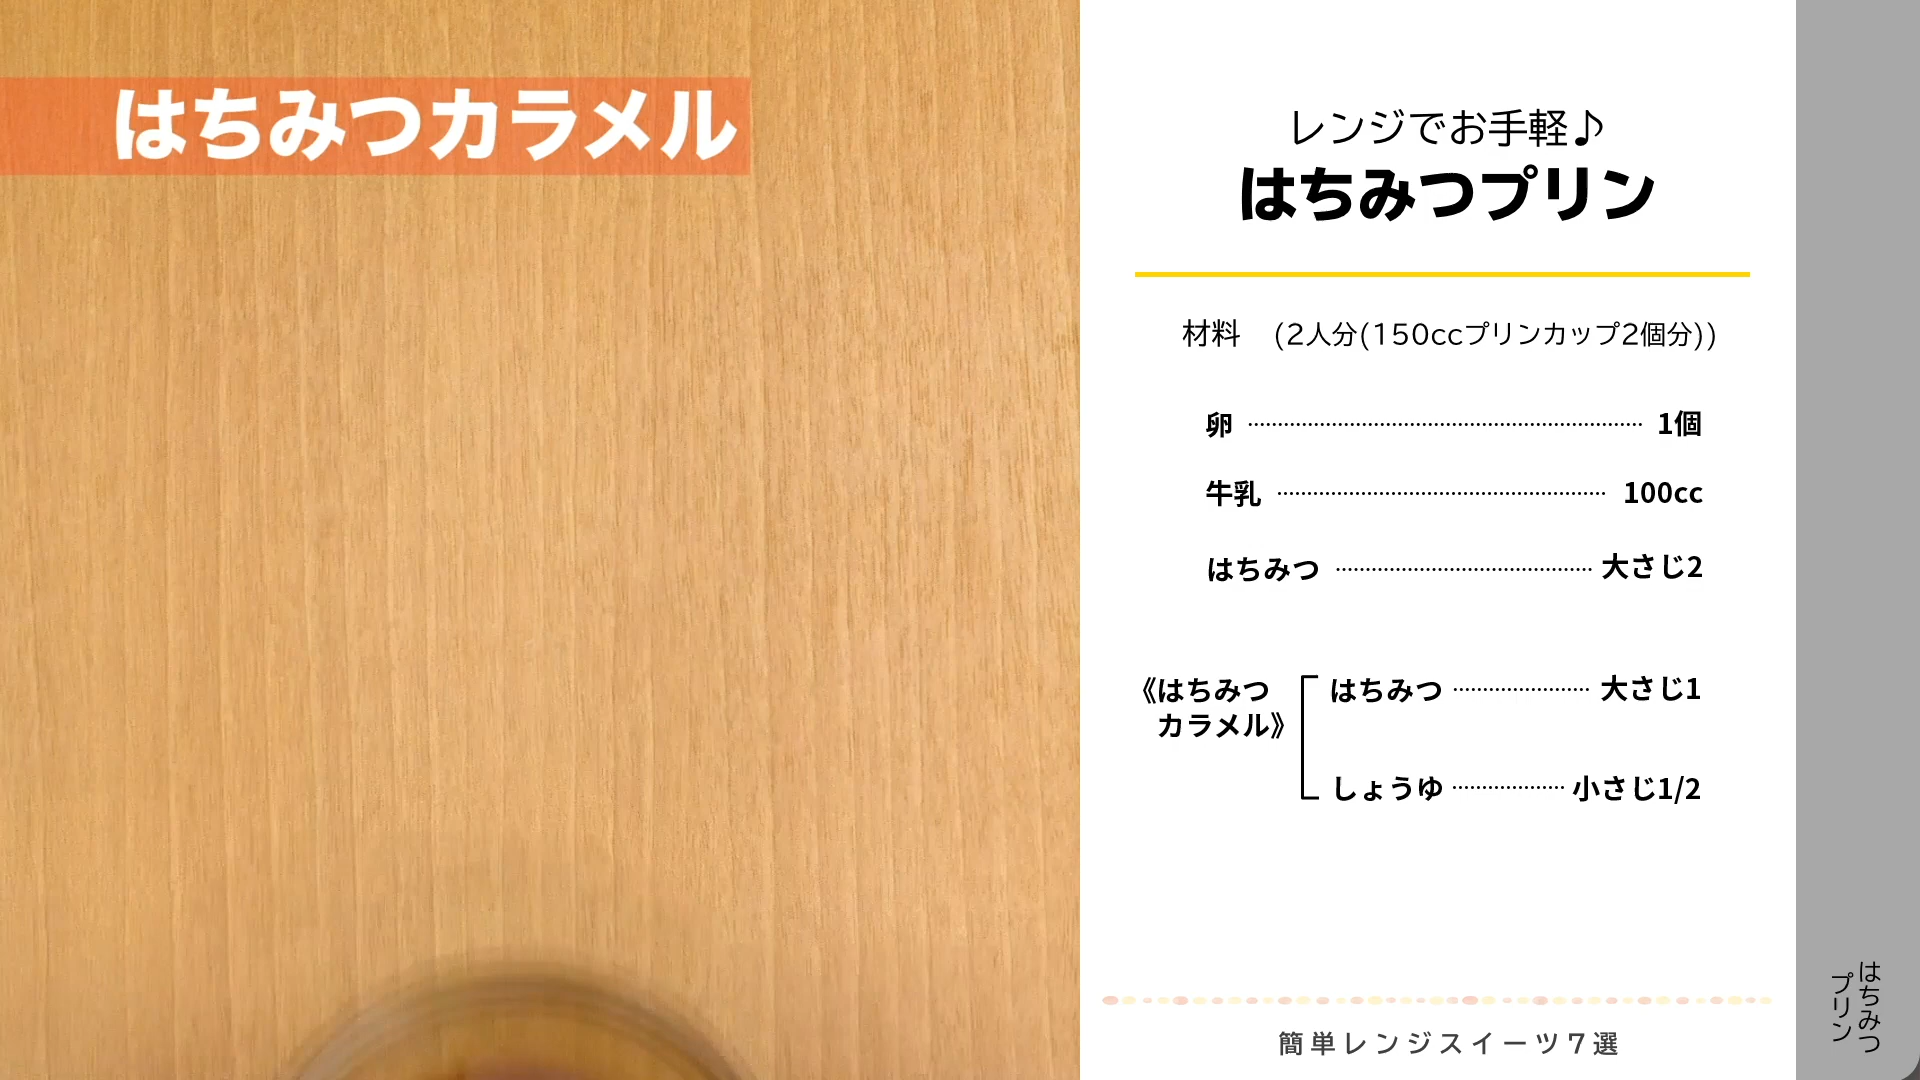 はちみつカラメル
レンジでお手軽♪
はちみつプリン
材料 (2人分(150ccプリンカップ2個分))
卵 1個
牛乳 100cc
はちみつ 大さじ2
《はちみつ
カラメル》
はちみつ 大さじ1
しょうゆ 小さじ1/2
簡単レンジスイーツ7選
はちみつ
プリン